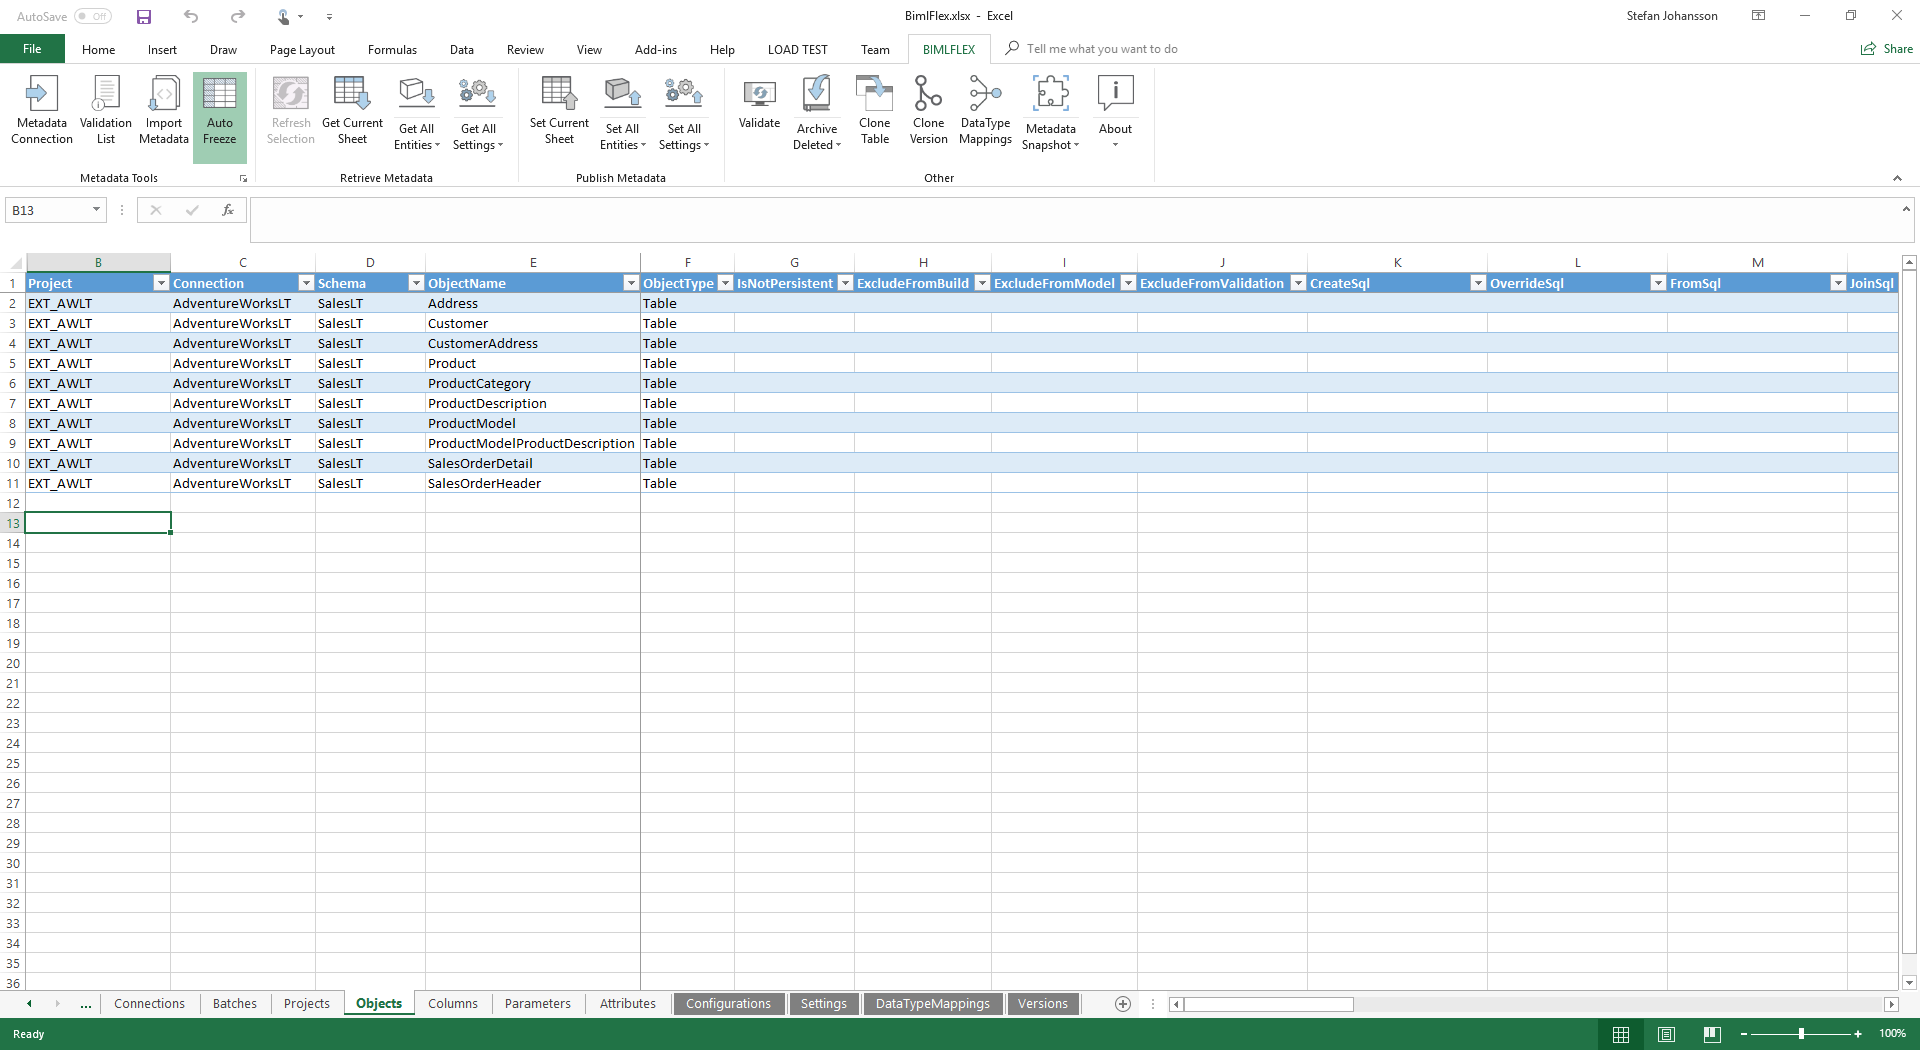 AutoSave Off
BimlFlex.xlsx - Excel
Stefan Johansson
File Home Insert Draw Page Layout Formulas Data Review View Add-ins Help LOAD TEST Team BIMLFLEX Tell me what you want to do Share
Metadata Connection
Validation List
Import Metadata
Auto Freeze
Refresh Selection
Get Current Sheet
Get All Entities
Get All Settings
Set Current Sheet
Set All Entities
Set All Settings
Validate
Archive Deleted
Clone Table
Clone Version
DataType Mappings
Metadata Snapshot
About
Metadata Tools Retrieve Metadata Publish Metadata Other
B13 fx
B C D E F G H I J K L M
1 Project Connection Schema ObjectName ObjectType IsNotPersistent ExcludeFromBuild ExcludeFromModel ExcludeFromValidation CreateSql OverrideSql FromSql JoinSql
2 EXT_AWLT AdventureWorksLT SalesLT Address Table
3 EXT_AWLT AdventureWorksLT SalesLT Customer Table
4 EXT_AWLT AdventureWorksLT SalesLT CustomerAddress Table
5 EXT_AWLT AdventureWorksLT SalesLT Product Table
6 EXT_AWLT AdventureWorksLT SalesLT ProductCategory Table
7 EXT_AWLT AdventureWorksLT SalesLT ProductDescription Table
8 EXT_AWLT AdventureWorksLT SalesLT ProductModel Table
9 EXT_AWLT AdventureWorksLT SalesLT ProductModelProductDescription Table
10 EXT_AWLT AdventureWorksLT SalesLT SalesOrderDetail Table
11 EXT_AWLT AdventureWorksLT SalesLT SalesOrderHeader Table
12
13
14
15
16
17
18
19
20
21
22
23
24
25
26
27
28
29
30
31
32
33
34
35
36
... Connections Batches Projects Objects Columns Parameters Attributes Configurations Settings DataTypeMappings Versions
Ready 100%